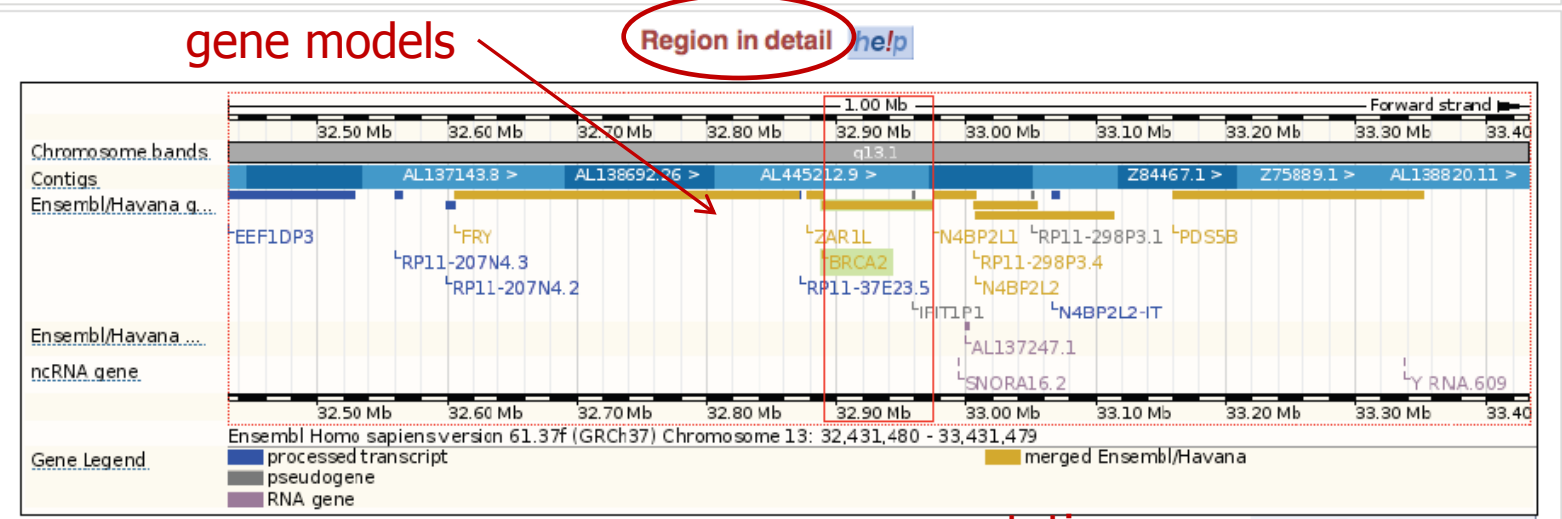 gene models
Region in detail help
1.00 Mb Forward strand
32.50 Mb 32.60 Mb 32.70 Mb 32.80 Mb 32.90 Mb 33.00 Mb 33.10 Mb 33.20 Mb 33.30 Mb 33.40
Chromosome bands q13.1
Contigs AL137143.8 > AL138692.26 > AL445212.9 > Z84467.1 > Z75889.1 > AL138820.11 >
Ensembl/Havana g...
EEF1DP3 FRY ZAR1L N4BP2L1 RP11-298P3.1 PDS5B
RP11-207N4.3 BRCA2 RP11-298P3.4
RP11-207N4.2 RP11-37E23.5 N4BP2L2
IFIT1P1 N4BP2L2-IT
Ensembl/Havana ...
AL137247.1
ncRNA gene
SNORA16.2 Y RNA.609
32.50 Mb 32.60 Mb 32.70 Mb 32.80 Mb 32.90 Mb 33.00 Mb 33.10 Mb 33.20 Mb 33.30 Mb 33.40
Ensembl Homo sapiens version 61.37f (GRCh37) Chromosome 13: 32,431,480 - 33,431,479
Gene Legend processed transcript merged Ensembl/Havana
pseudogene
RNA gene